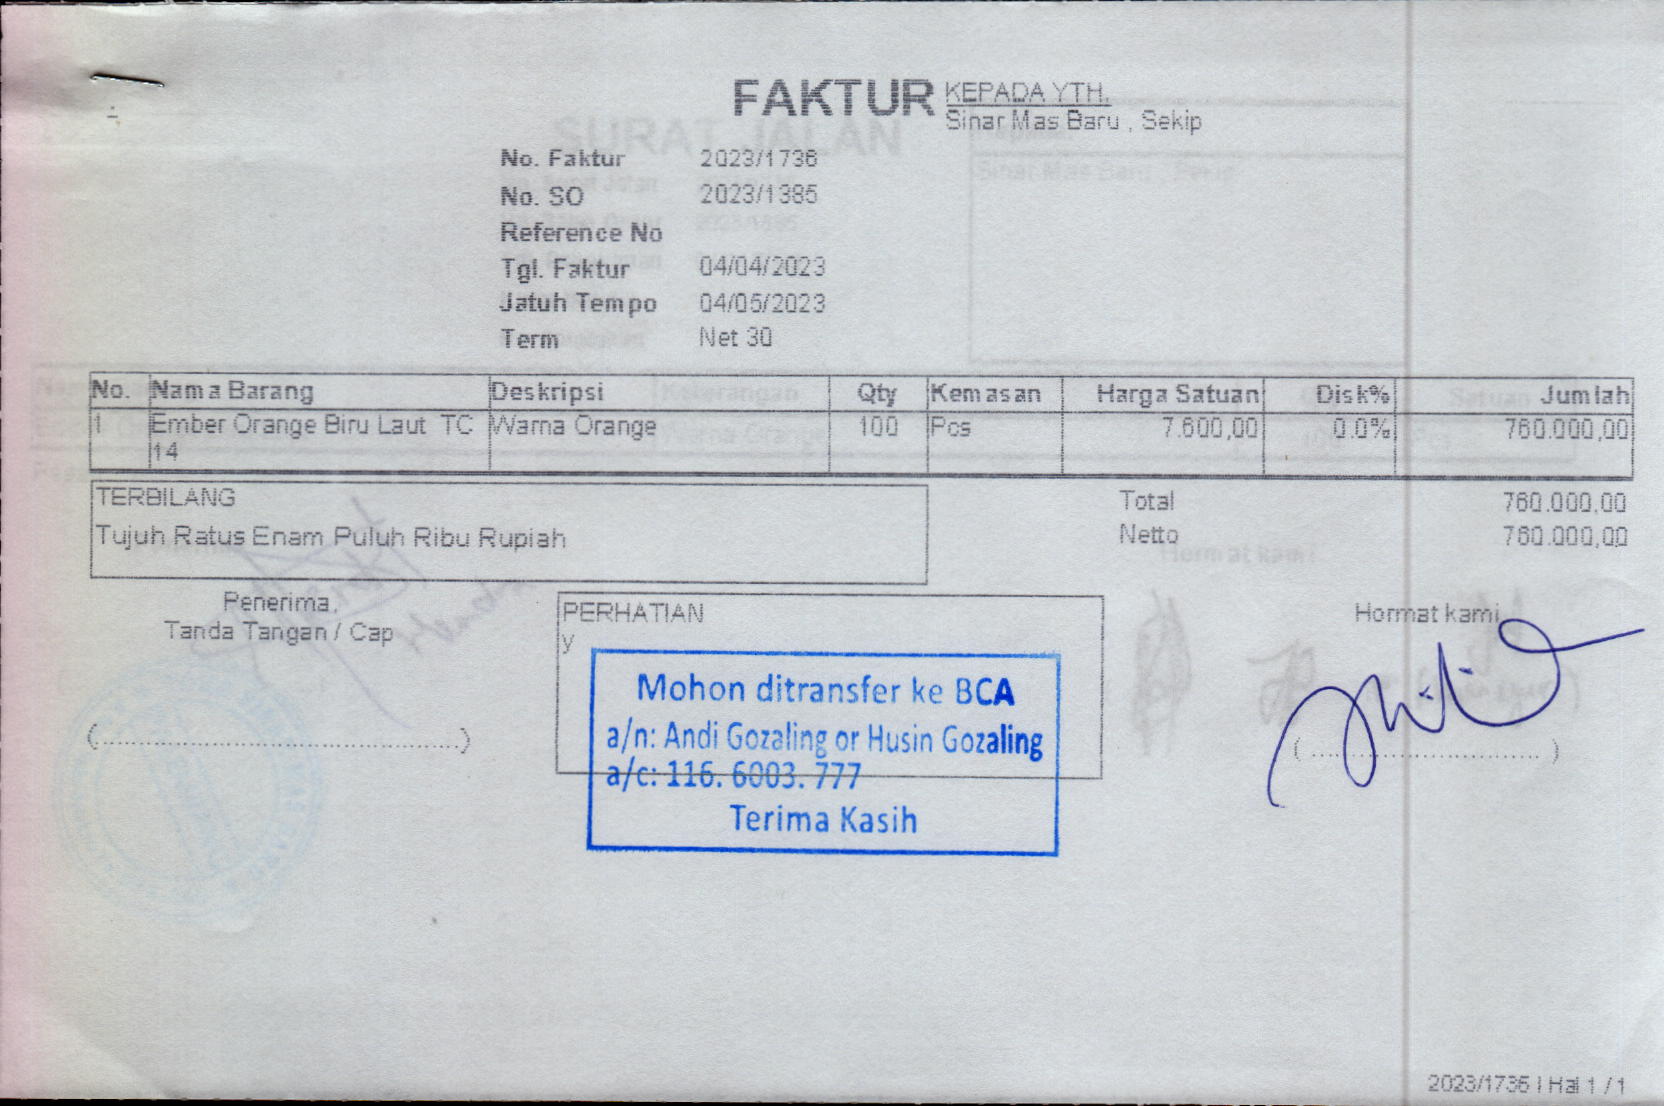 FAKTUR
KEPADA YTH.
Sinar Mas Baru , Sekip
SURAT JALAN
No. Faktur 2023/1736
No. SO 2023/1385
Reference No
Tgl. Faktur 04/04/2023
Jatuh Tempo 04/05/2023
Term Net 30
No. Nama Barang Deskripsi Qty Kemasan Harga Satuan Disk% Jumlah
1 Ember Orange Biru Laut TC Warna Orange 100 Pcs 7.600,00 0.0% 760.000,00
14
TERBILANG
Tujuh Ratus Enam Puluh Ribu Rupiah
Total 760.000,00
Netto 760.000,00
Penerima,
Tanda Tangan / Cap
(.....................................................)
PERHATIAN
y
Mohon ditransfer ke BCA
a/n: Andi Gozaling or Husin Gozaling
a/c: 116. 6003. 777
Terima Kasih
Hormat kami
Hormat kami
(...................................)
2023/1736 | Hal 1 / 1